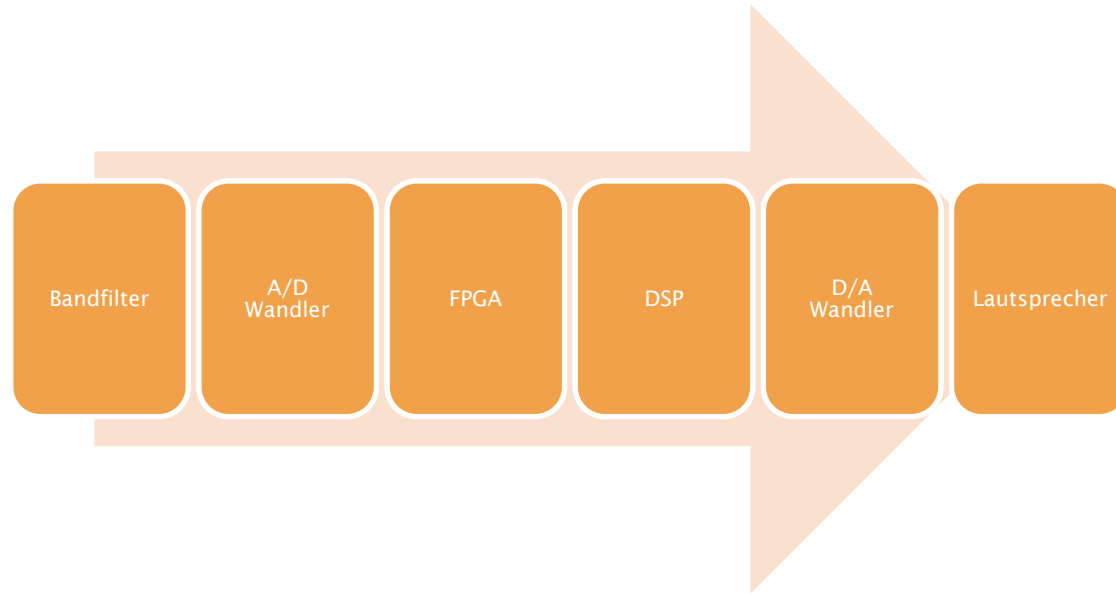 Bandfilter
A/D
Wandler
FPGA
DSP
D/A
Wandler
Lautsprecher